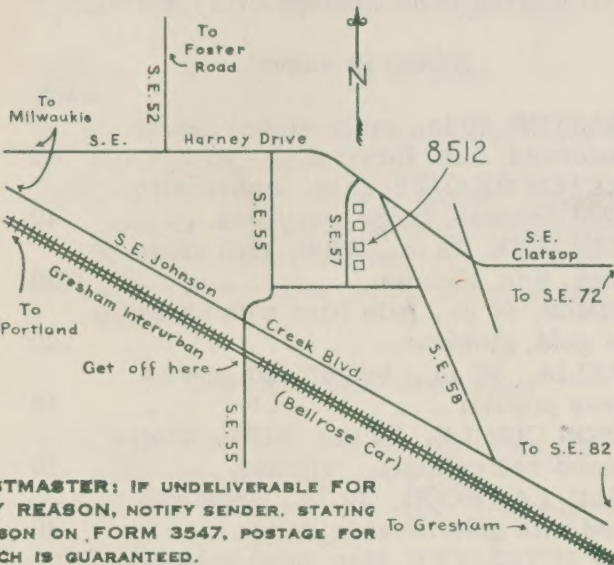 To
Foster
Road
S.E. 52
N
To
Milwaukie
S.E. Harney Drive
8512
S.E. 55
S.E. 57
S.E.
Clatsop
To S.E. 72
S.E. Johnson Creek Blvd.
Gresham Interurban (Bellrose Car)
To
Portland
Get off here
S.E. 58
S.E. 55
To S.E. 82
To Gresham
STMASTER: IF UNDELIVERABLE FOR
Y REASON, NOTIFY SENDER, STATING
SON ON FORM 3547, POSTAGE FOR
CH IS GUARANTEED.